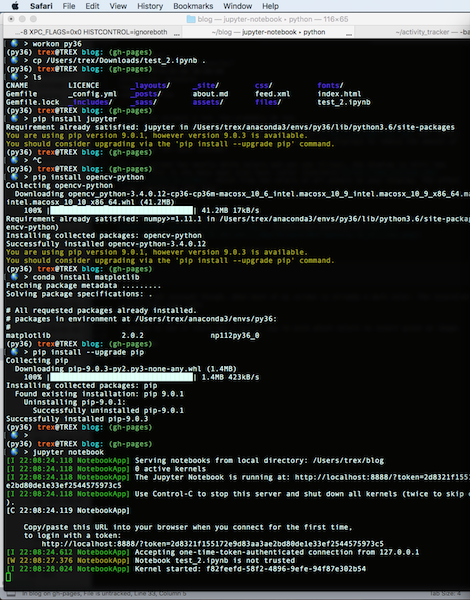 Safari File Edit View History Bookmarks Window Help
blog — jupyter-notebook • python — 116×65
...-8 XPC_FLAGS=0x0 HISTCONTROL=ignoreboth ... ~/blog — jupyter-notebook • python ... ~/activity_tracker — -ba
> workon py36
(py36) trex@TREX blog: (gh-pages)
> cp /Users/trex/Downloads/test_2.ipynb .
(py36) trex@TREX blog: (gh-pages)
> ls
CNAME LICENCE _layouts/ _site/ css/ fonts/
Gemfile _config.yml _posts/ about.md feed.xml index.html
Gemfile.lock _includes/ _sass/ assets/ files/ test_2.ipynb
(py36) trex@TREX blog: (gh-pages)
> pip install jupyter
Requirement already satisfied: jupyter in /Users/trex/anaconda3/envs/py36/lib/python3.6/site-packages
You are using pip version 9.0.1, however version 9.0.3 is available.
You should consider upgrading via the 'pip install --upgrade pip' command.
(py36) trex@TREX blog: (gh-pages)
> ^C
(py36) trex@TREX blog: (gh-pages)
> pip install opencv-python
Collecting opencv-python
Downloading opencv_python-3.4.0.12-cp36-cp36m-macosx_10_6_intel.macosx_10_9_intel.macosx_10_9_x86_64.ma
intel.macosx_10_10_x86_64.whl (41.2MB)
100% | | 41.2MB 17kB/s
Requirement already satisfied: numpy>=1.11.1 in /Users/trex/anaconda3/envs/py36/lib/python3.6/site-packa
encv-python)
Installing collected packages: opencv-python
Successfully installed opencv-python-3.4.0.12
You are using pip version 9.0.1, however version 9.0.3 is available.
You should consider upgrading via the 'pip install --upgrade pip' command.
(py36) trex@TREX blog: (gh-pages)
> conda install matplotlib
Fetching package metadata .........
Solving package specifications: .

# All requested packages already installed.
# packages in environment at /Users/trex/anaconda3/envs/py36:
#
matplotlib 2.0.2 np112py36_0
(py36) trex@TREX blog: (gh-pages)
> pip install --upgrade pip
Collecting pip
Downloading pip-9.0.3-py2.py3-none-any.whl (1.4MB)
100% | | 1.4MB 423kB/s
Installing collected packages: pip
Found existing installation: pip 9.0.1
Uninstalling pip-9.0.1:
Successfully uninstalled pip-9.0.1
Successfully installed pip-9.0.3
(py36) trex@TREX blog: (gh-pages)
>
(py36) trex@TREX blog: (gh-pages)
> jupyter notebook
[I 22:08:24.118 NotebookApp] Serving notebooks from local directory: /Users/trex/blog
[I 22:08:24.118 NotebookApp] 0 active kernels
[I 22:08:24.118 NotebookApp] The Jupyter Notebook is running at: http://localhost:8888/?token=2d8321f1551
e2bd80de1e33ef2544575973c5
[I 22:08:24.118 NotebookApp] Use Control-C to stop this server and shut down all kernels (twice to skip c
).
[C 22:08:24.119 NotebookApp]

Copy/paste this URL into your browser when you connect for the first time,
to login with a token:
http://localhost:8888/?token=2d8321f155172e9d83aa3ae2bd80de1e33ef2544575973c5
[I 22:08:24.612 NotebookApp] Accepting one-time-token-authenticated connection from 127.0.0.1
[W 22:08:27.376 NotebookApp] Notebook test_2.ipynb is not trusted
[I 22:08:28.024 NotebookApp] Kernel started: f82feefd-58f2-4896-9efe-94f87e302b54
In blog on gh-pages, File is untracked, Line 33, Column 5 Tab Size: 4